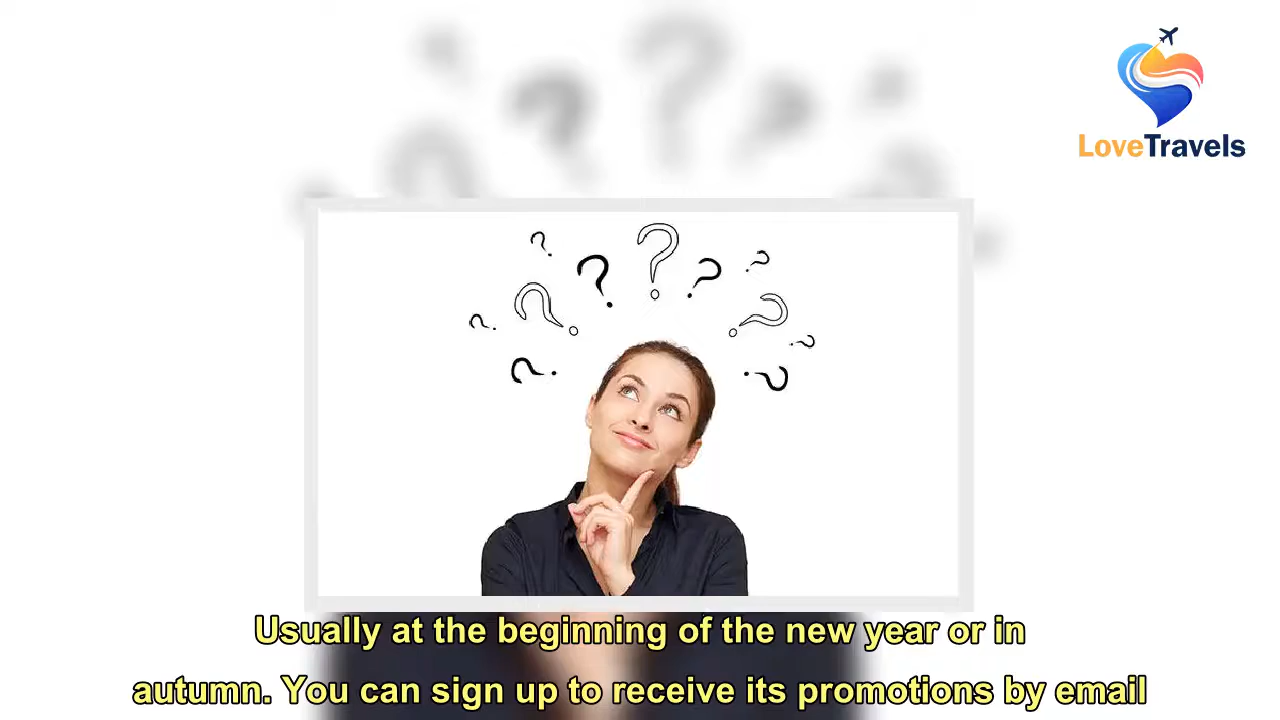 LoveTravels
Usually at the beginning of the new year or in
autumn. You can sign up to receive its promotions by email